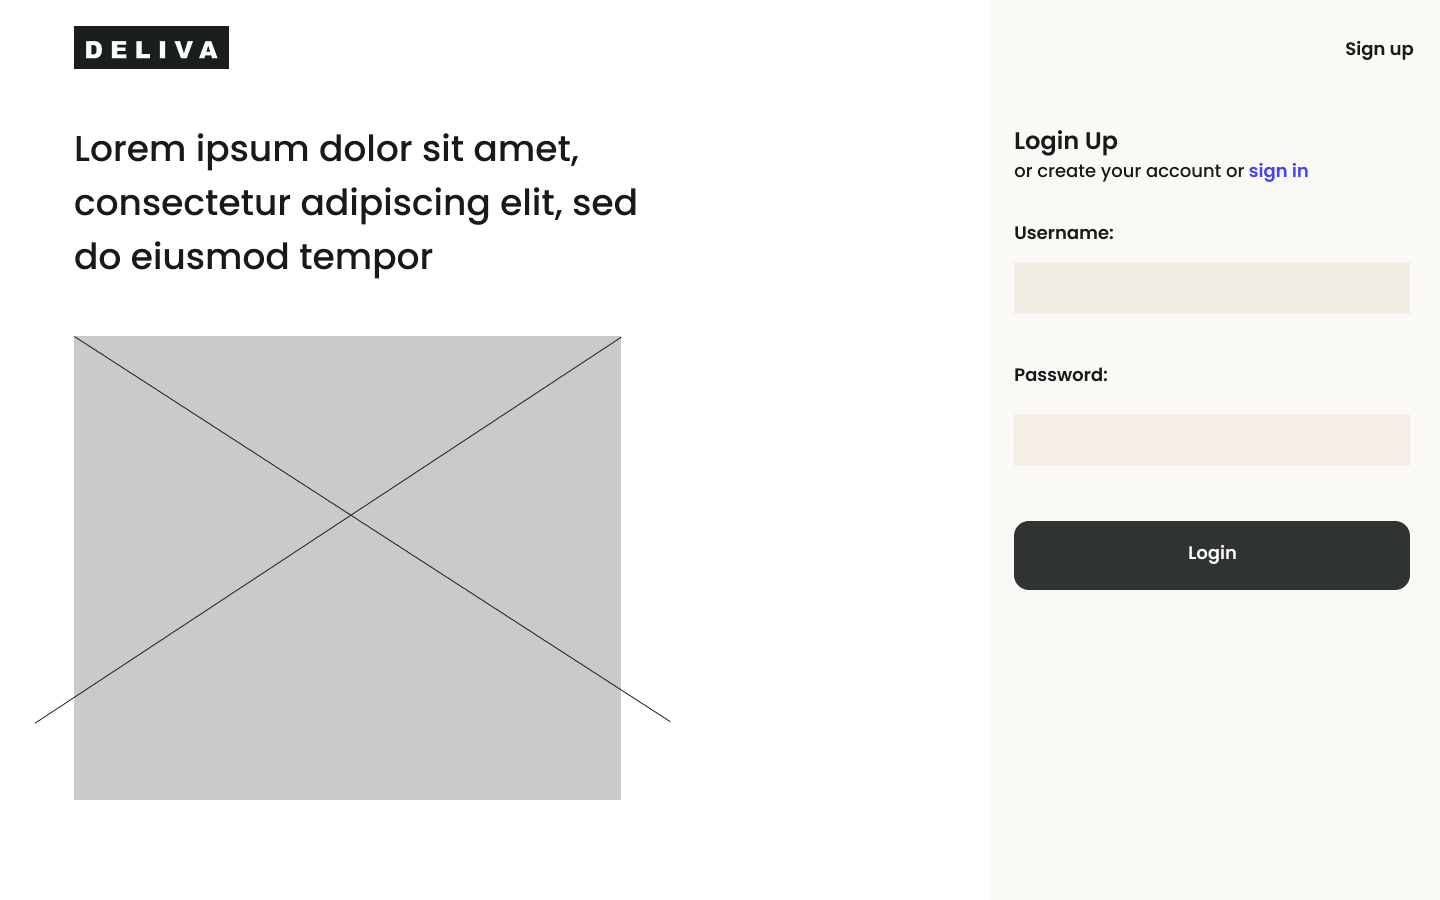 DELIVA
Sign up
Lorem ipsum dolor sit amet,
consectetur adipiscing elit, sed
do eiusmod tempor
Login Up
or create your account or sign in
Username:
Password:
Login